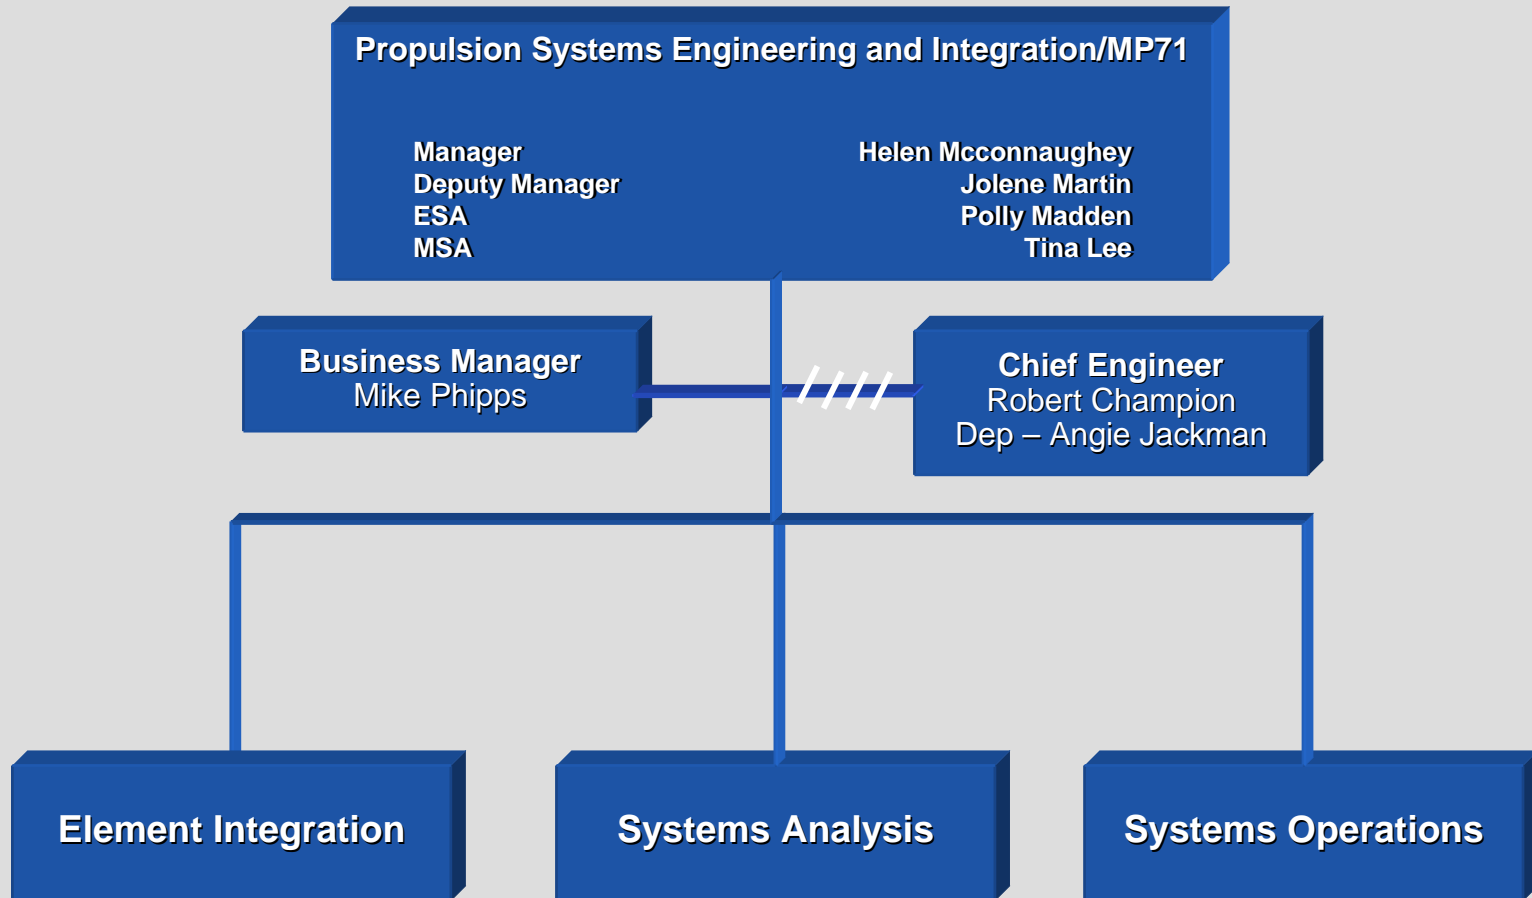 Propulsion Systems Engineering and Integration/MP71
Manager Helen Mcconnaughey
Deputy Manager Jolene Martin
ESA Polly Madden
MSA Tina Lee
Business Manager
Mike Phipps
Chief Engineer
Robert Champion
Dep – Angie Jackman
Element Integration
Systems Analysis
Systems Operations